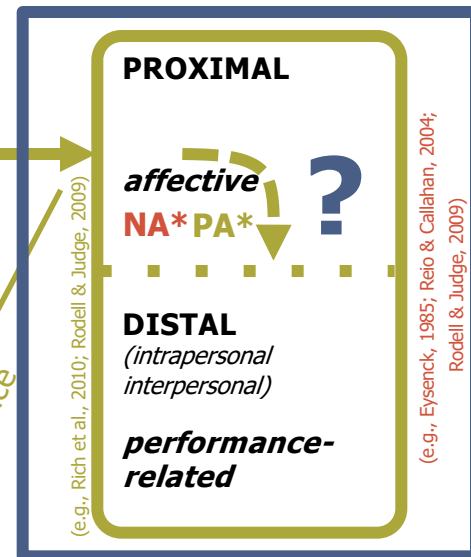 PROXIMAL
affective
NA* PA*
?
DISTAL
(intrapersonal
interpersonal)
performance-
related
(e.g., Rich et al., 2010; Rodell & Judge, 2009)
(e.g., Eysenck, 1985; Reio & Callahan, 2004;
Rodell & Judge, 2009)